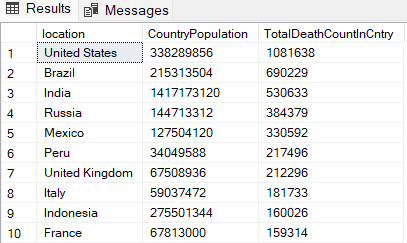 Results Messages
location CountryPopulation TotalDeathCountInCntry
1 United States 338289856 1081638
2 Brazil 215313504 690229
3 India 1417173120 530633
4 Russia 144713312 384379
5 Mexico 127504120 330592
6 Peru 34049588 217496
7 United Kingdom 67508936 212296
8 Italy 59037472 181733
9 Indonesia 275501344 160026
10 France 67813000 159314